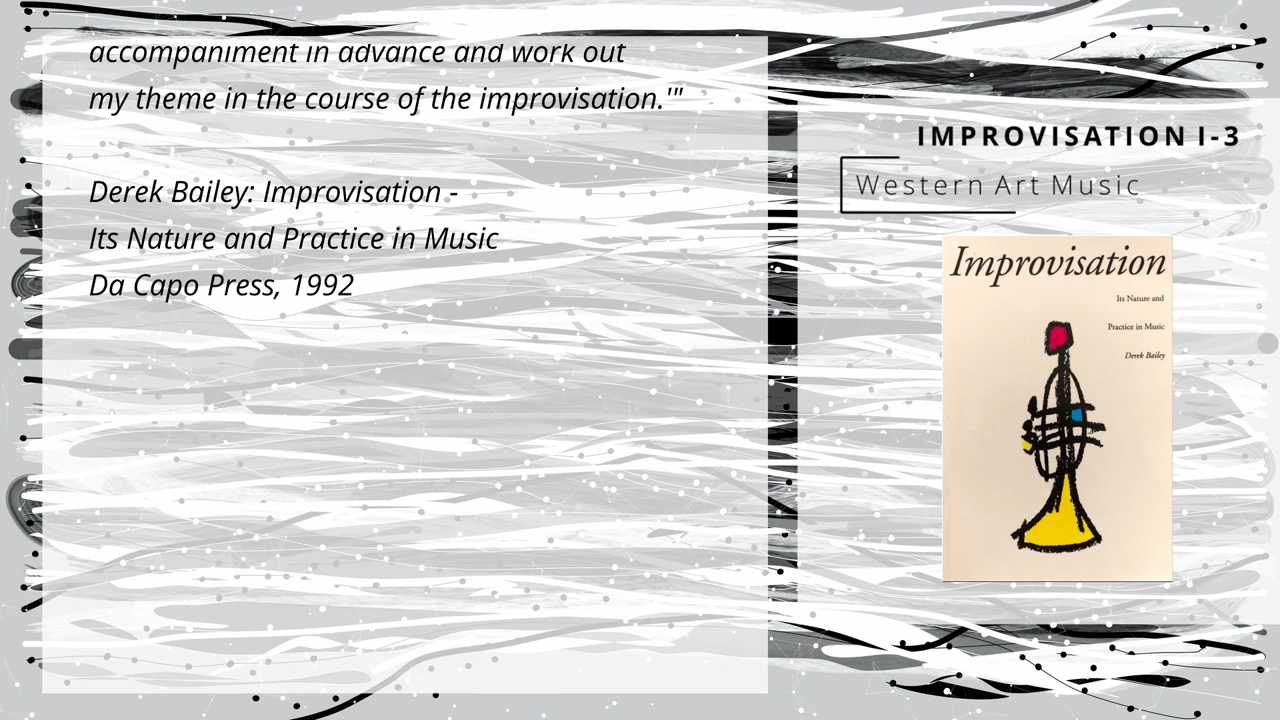 accompaniment in advance and work out
my theme in the course of the improvisation.'"
Derek Bailey: Improvisation -
Its Nature and Practice in Music
Da Capo Press, 1992
IMPROVISATION I-3
Western Art Music
Improvisation
Its Nature and
Practice in Music
Derek Bailey